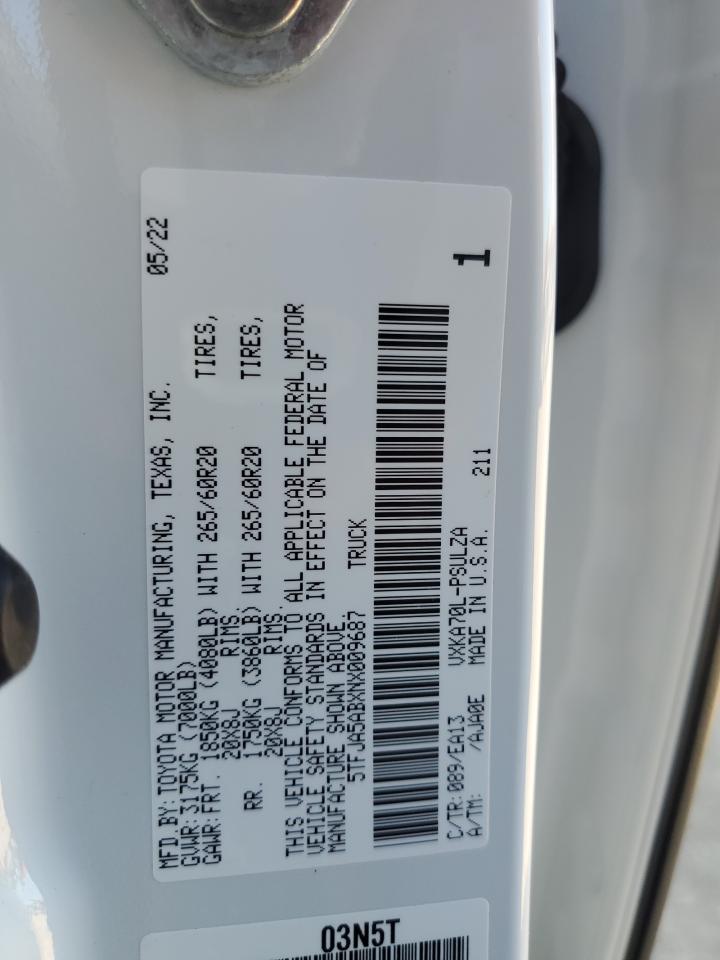 MFD.BY:TOYOTA MOTOR MANUFACTURING, TEXAS, INC. 05/22
GVWR:3175KG (7000LB)
GAWR:FRT. 1850KG (4080LB) WITH 265/60R20 TIRES,
20X8J RIMS
RR. 1750KG (3860LB) WITH 265/60R20 TIRES,
20X8J RIMS.
THIS VEHICLE CONFORMS TO ALL APPLICABLE FEDERAL MOTOR
VEHICLE SAFETY STANDARDS IN EFFECT ON THE DATE OF
MANUFACTURE SHOWN ABOVE.
5TFJA5ABXNX009687 TRUCK
C/TR:089/EA13 VXKA70L-PSULZA 1
A/TM: /AJA0E MADE IN U.S.A. 211
03N5T